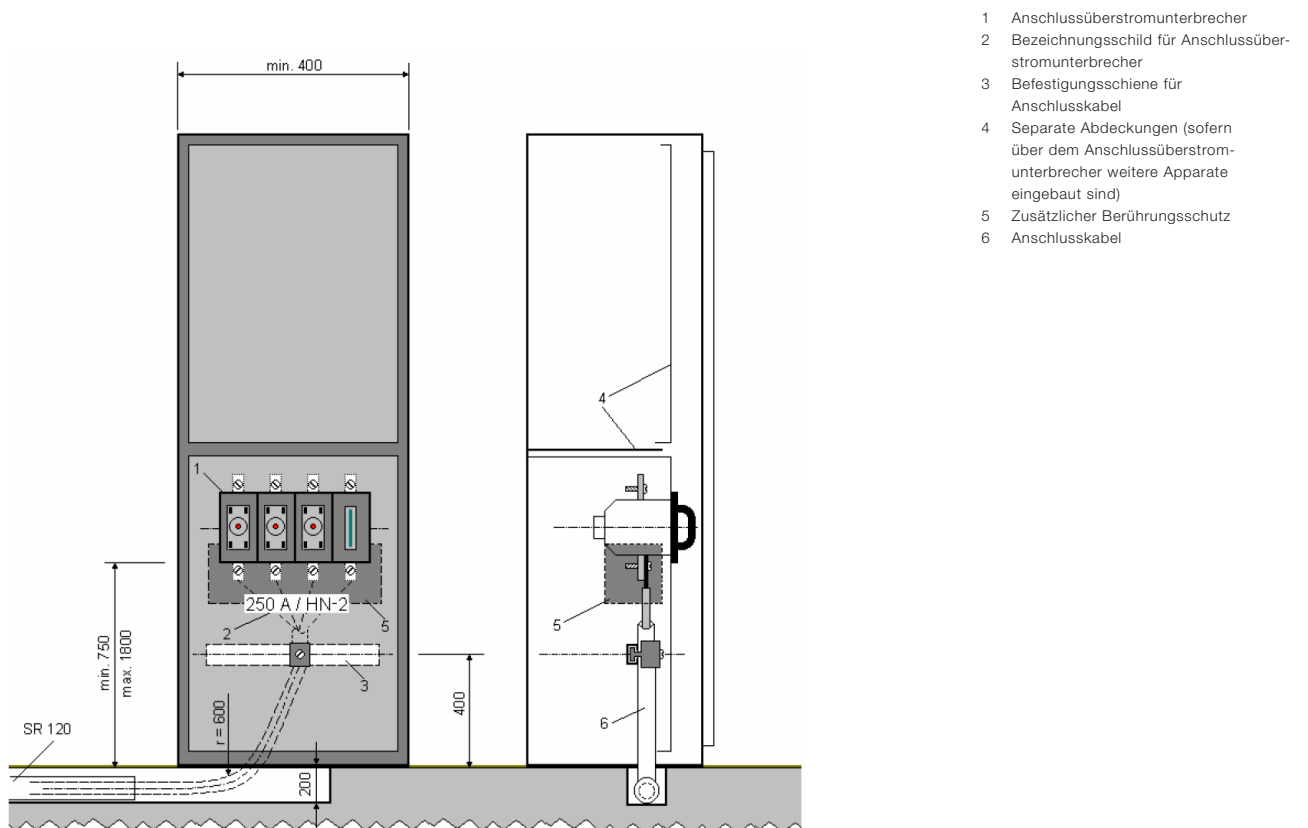 1 Anschlussüberstromunterbrecher
2 Bezeichnungsschild für Anschlussüber-
stromunterbrecher
3 Befestigungsschiene für
Anschlusskabel
4 Separate Abdeckungen (sofern
über dem Anschlussüberstrom-
unterbrecher weitere Apparate
eingebaut sind)
5 Zusätzlicher Berührungsschutz
6 Anschlusskabel
min. 400
4
1
250 A / HN-2
2
5
5
3
min. 750
max. 1800
400
r = 600
6
SR 120
200